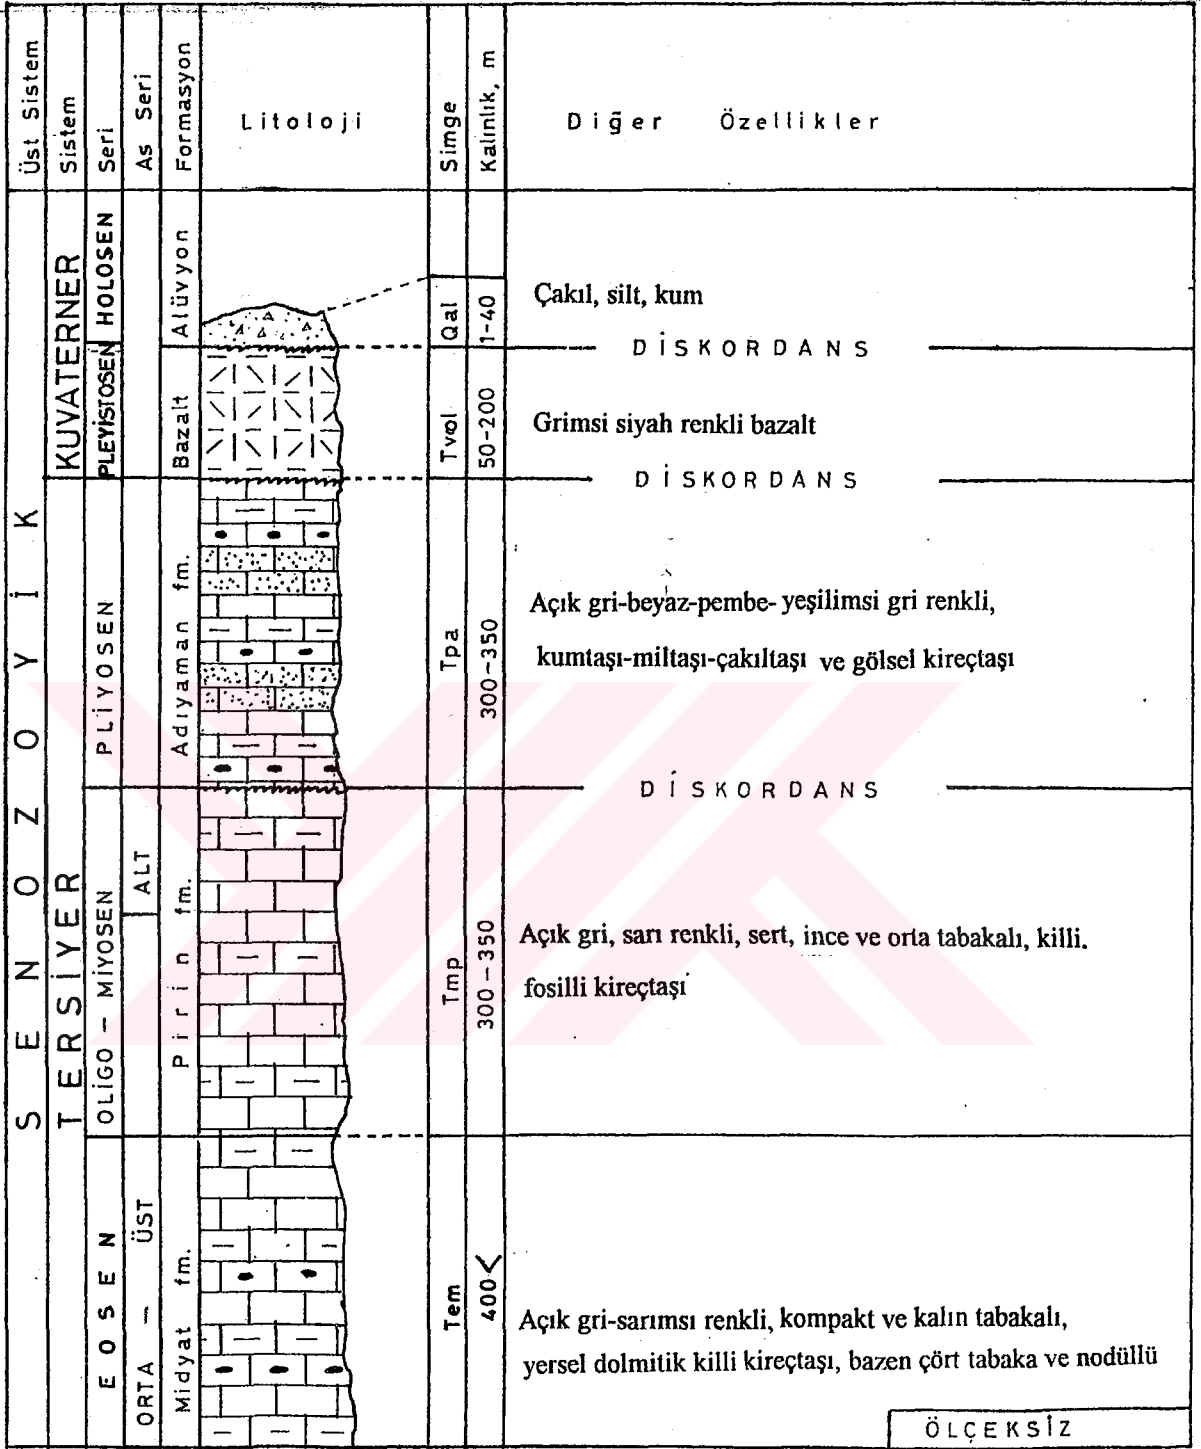 Üst Sistem
Sistem
Seri
As Seri
Formasyon
Litoloji
Simge
Kalınlık, m
Diğer Özellikler
SENOZOYİK
KUVATERNER
HOLOSEN
Alüvyon
Qal
1-40
Çakıl, silt, kum
DİSKORDANS
PLEYİSTOSEN
Bazalt
Tvol
50-200
Grimsi siyah renkli bazalt
DİSKORDANS
TERSİYER
PLİYOSEN
Adıyaman fm.
Tpa
300-350
Açık gri-beyaz-pembe-yeşilimsi gri renkli,
kumtaşı-miltaşı-çakıltaşı ve gölsel kireçtaşı
DİSKORDANS
OLİGO - MİYOSEN
ALT
Pirin fm.
Tmp
300-350
Açık gri, sarı renkli, sert, ince ve orta tabakalı, killi.
fosilli kireçtaşı
EOSEN
ORTA - ÜST
Midyat fm.
Tem
400<
Açık gri-sarımsı renkli, kompakt ve kalın tabakalı,
yersel dolmitik killi kireçtaşı, bazen çört tabaka ve nodüllü
ÖLÇEKSİZ